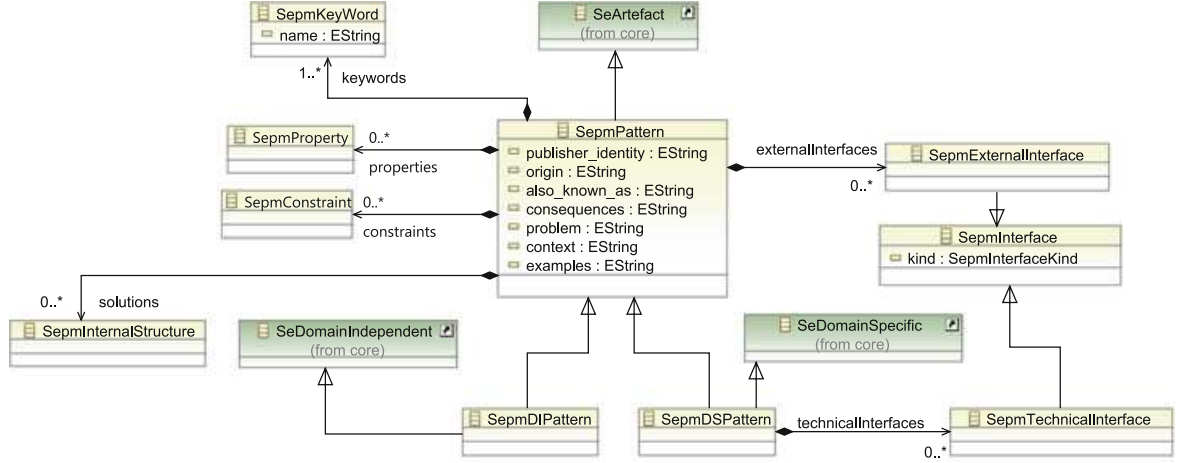 SepmKeyWord
name : EString
1..*
keywords
SeArtefact
(from core)
SepmPattern
publisher_identity : EString
origin : EString
also_known_as : EString
consequences : EString
problem : EString
context : EString
examples : EString
SepmProperty
0..*
properties
SepmConstraint
0..*
constraints
0..*
solutions
SepmInternalStructure
externalInterfaces
0..*
SepmExternalInterface
SepmInterface
kind : SepmInterfaceKind
SeDomainIndependent
(from core)
SeDomainSpecific
(from core)
SepmDIPattern
SepmDSPattern
technicalInterfaces
0..*
SepmTechnicalInterface